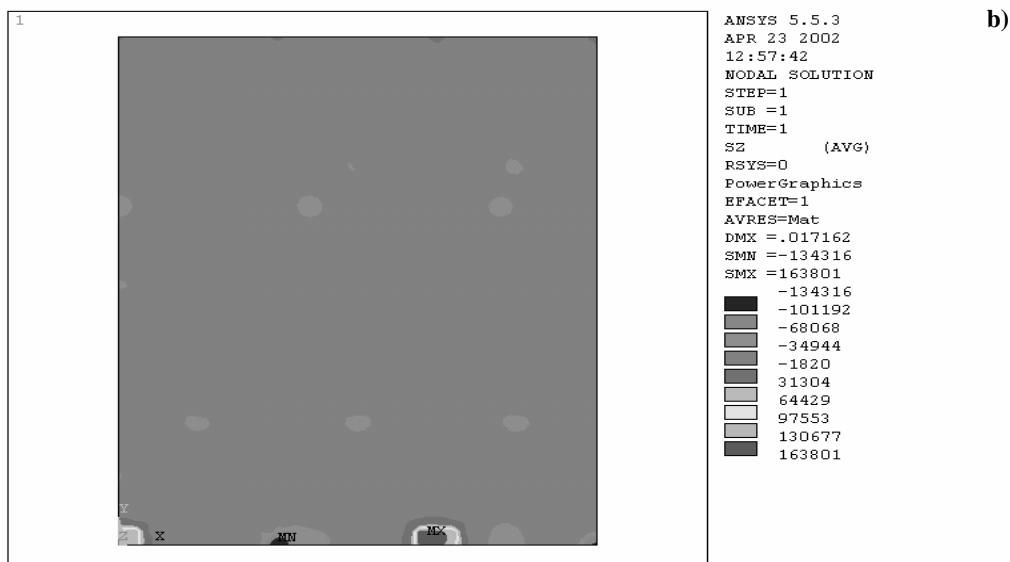 1
ANSYS 5.5.3
APR 23 2002
12:57:42
NODAL SOLUTION
STEP=1
SUB =1
TIME=1
SZ (AVG)
RSYS=0
PowerGraphics
EFACET=1
AVRES=Mat
DMX =.017162
SMN =-134316
SMX =163801
-134316
-101192
-68068
-34944
-1820
31304
64429
97553
130677
163801
b)
Y
Z X MN MX